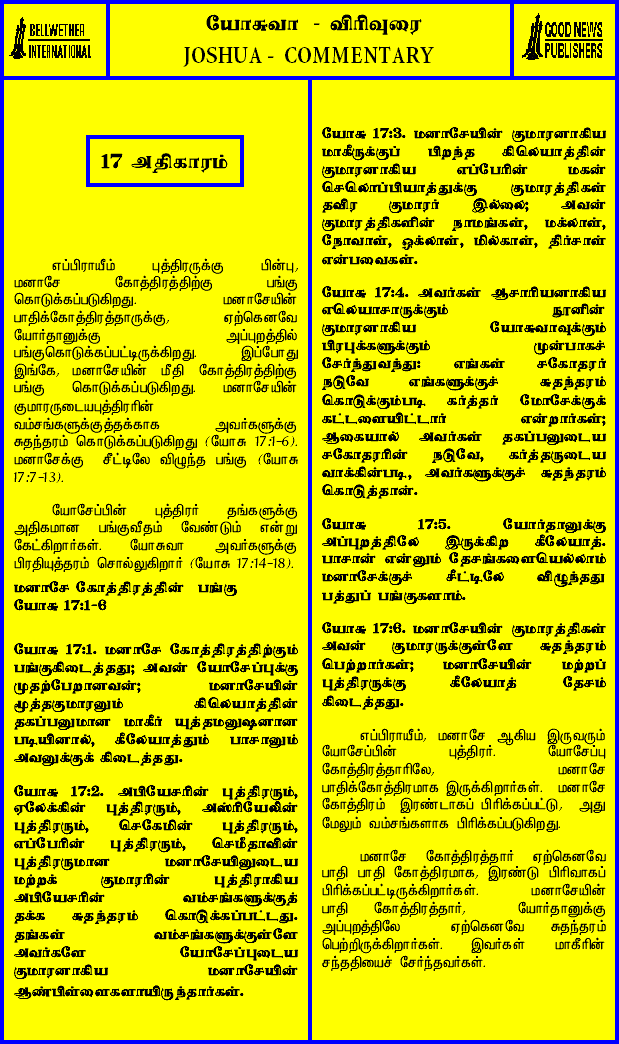 BELLWETHER
INTERNATIONAL
யோசுவா - விரிவுரை
JOSHUA - COMMENTARY
GOOD NEWS
PUBLISHERS
17 அதிகாரம்
எப்பிராயீம் புத்திரருக்கு பின்பு,
மனாசே கோத்திரத்திற்கு பங்கு
கொடுக்கப்படுகிறது. மனாசேயின்
பாதிக்கோத்திரத்தாருக்கு, ஏற்கெனவே
யோர்தானுக்கு அப்புறத்தில்
பங்குகொடுக்கப்பட்டிருக்கிறது. இப்போது
இங்கே, மனாசேயின் மீதி கோத்திரத்திற்கு
பங்கு கொடுக்கப்படுகிறது. மனாசேயின்
குமாரருடையபுத்திரரின்
வம்சங்களுக்குத்தக்காக அவர்களுக்கு
சுதந்தரம் கொடுக்கப்படுகிறது (யோசு 17:1-6).
மனாசேக்கு சீட்டிலே விழுந்த பங்கு (யோசு
17:7-13).
யோசேப்பின் புத்திரர் தங்களுக்கு
அதிகமான பங்குவீதம் வேண்டும் என்று
கேட்கிறார்கள். யோசுவா அவர்களுக்கு
பிரதியுத்தரம் சொல்லுகிறார் (யோசு 17:14-18).
மனாசே கோத்திரத்தின் பங்கு
யோசு 17:1-6
யோசு 17:1. மனாசே கோத்திரத்திற்கும்
பங்குகிடைத்தது; அவன் யோசேப்புக்கு
முதற்பேறானவன்; மனாசேயின்
மூத்தகுமாரனும் கிலெயாத்தின்
தகப்பனுமான மாகீர் யுத்தமனுஷனான
படியினால், கீலேயாத்தும் பாசானும்
அவனுக்குக் கிடைத்தது.
யோசு 17:2. அபியேசரின் புத்திரரும்,
ஏலேக்கின் புத்திரரும், அஸ்ரியேலின்
புத்திரரும், செகேமின் புத்திரரும்,
எப்பேரின் புத்திரரும், செமீதாவின்
புத்திரருமான மனாசேயினுடைய
மற்றக் குமாரரின் புத்திராகிய
அபியேசரின் வம்சங்களுக்குத்
தக்க சுதந்தரம் கொடுக்கப்பட்டது.
தங்கள் வம்சங்களுக்குள்ளே
அவர்களே யோசேப்புடைய
குமாரனாகிய மனாசேயின்
ஆண்பிள்ளைகளாயிருந்தார்கள்.
யோசு 17:3. மனாசேயின் குமாரனாகிய
மாகீருக்குப் பிறந்த கிலெயாத்தின்
குமாரனாகிய எப்பேரின் மகன்
செலொப்பியாத்துக்கு குமாரத்திகள்
தவிர குமாரர் இல்லை; அவன்
குமாரத்திகளின் நாமங்கள், மக்லாள்,
நோவாள், ஒக்லாள், மில்காள், திர்சாள்
என்பவைகள்.
யோசு 17:4. அவர்கள் ஆசாரியனாகிய
எலெயாசாருக்கும் நூனின்
குமாரனாகிய யோசுவாவுக்கும்
பிரபுக்களுக்கும் முன்பாகச்
சேர்ந்துவந்து: எங்கள் சகோதரர்
நடுவே எங்களுக்குச் சுதந்தரம்
கொடுக்கும்படி கர்த்தர் மோசேக்குக்
கட்டளையிட்டார் என்றார்கள்;
ஆகையால் அவர்கள் தகப்பனுடைய
சகோதரரின் நடுவே, கர்த்தருடைய
வாக்கின்படி, அவர்களுக்குச் சுதந்தரம்
கொடுத்தான்.
யோசு 17:5. யோர்தானுக்கு
அப்புறத்திலே இருக்கிற கீலேயாத்.
பாசான் என்னும் தேசங்களையெல்லாம்
மனாசேக்குச் சீட்டிலே விழுந்தது
பத்துப் பங்குகளாம்.
யோசு 17:6. மனாசேயின் குமாரத்திகள்
அவன் குமாரருக்குள்ளே சுதந்தரம்
பெற்றார்கள்; மனாசேயின் மற்றப்
புத்திரருக்கு கீலேயாத் தேசம்
கிடைத்தது.
எப்பிராயீம், மனாசே ஆகிய இருவரும்
யோசேப்பின் புத்திரர். யோசேப்பு
கோத்திரத்தாரிலே, மனாசே
பாதிக்கோத்திரமாக இருக்கிறார்கள். மனாசே
கோத்திரம் இரண்டாகப் பிரிக்கப்பட்டு, அது
மேலும் வம்சங்களாக பிரிக்கப்படுகிறது.
மனாசே கோத்திரத்தார் ஏற்கெனவே
பாதி பாதி கோத்திரமாக, இரண்டு பிரிவாகப்
பிரிக்கப்பட்டிருக்கிறார்கள். மனாசேயின்
பாதி கோத்திரத்தார், யோர்தானுக்கு
அப்புறத்திலே ஏற்கெனவே சுதந்தரம்
பெற்றிருக்கிறார்கள். இவர்கள் மாகீரின்
சந்ததியைச் சேர்ந்தவர்கள்.